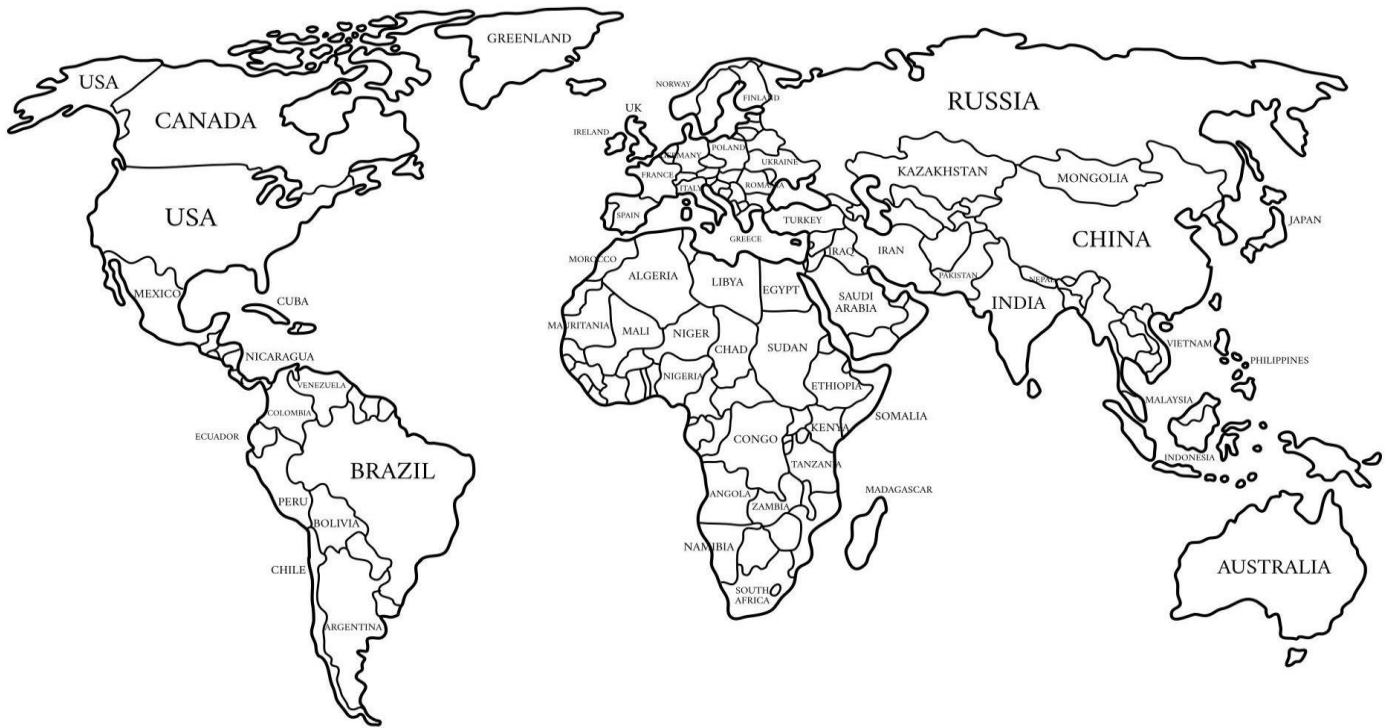 GREENLAND
USA
CANADA
USA
MEXICO
CUBA
NICARAGUA
VENEZUELA
COLOMBIA
ECUADOR
BRAZIL
PERU
BOLIVIA
CHILE
ARGENTINA
NORWAY
FINLAND
UK
IRELAND
GERMANY
POLAND
UKRAINE
FRANCE
ITALY
ROMANIA
SPAIN
GREECE
TURKEY
RUSSIA
KAZAKHSTAN
MONGOLIA
CHINA
JAPAN
IRAQ
IRAN
PAKISTAN
NEPAL
INDIA
SAUDI
ARABIA
VIETNAM
PHILIPPINES
MALAYSIA
INDONESIA
MOROCCO
ALGERIA
LIBYA
EGYPT
MAURITANIA
MALI
NIGER
CHAD
SUDAN
NIGERIA
ETHIOPIA
SOMALIA
CONGO
KENYA
TANZANIA
ANGOLA
ZAMBIA
MADAGASCAR
NAMIBIA
SOUTH
AFRICA
AUSTRALIA